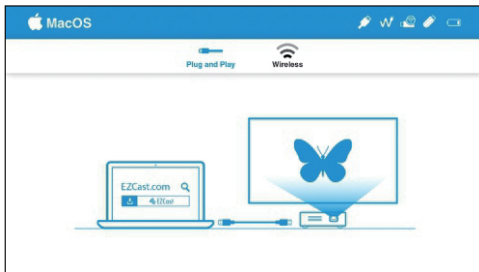 MacOS
Plug and Play
Wireless
EZCast.com
EZCast